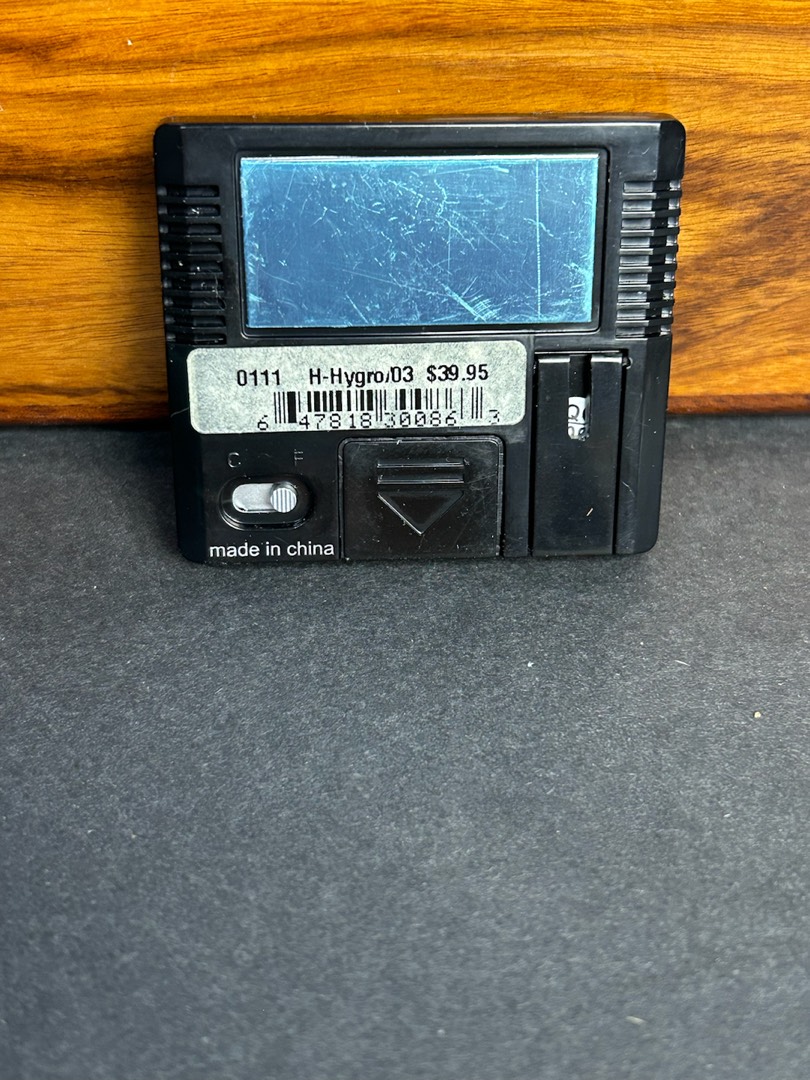 0111 H-Hygro/03 $39.95
6 47818 30086 3
C F
made in china